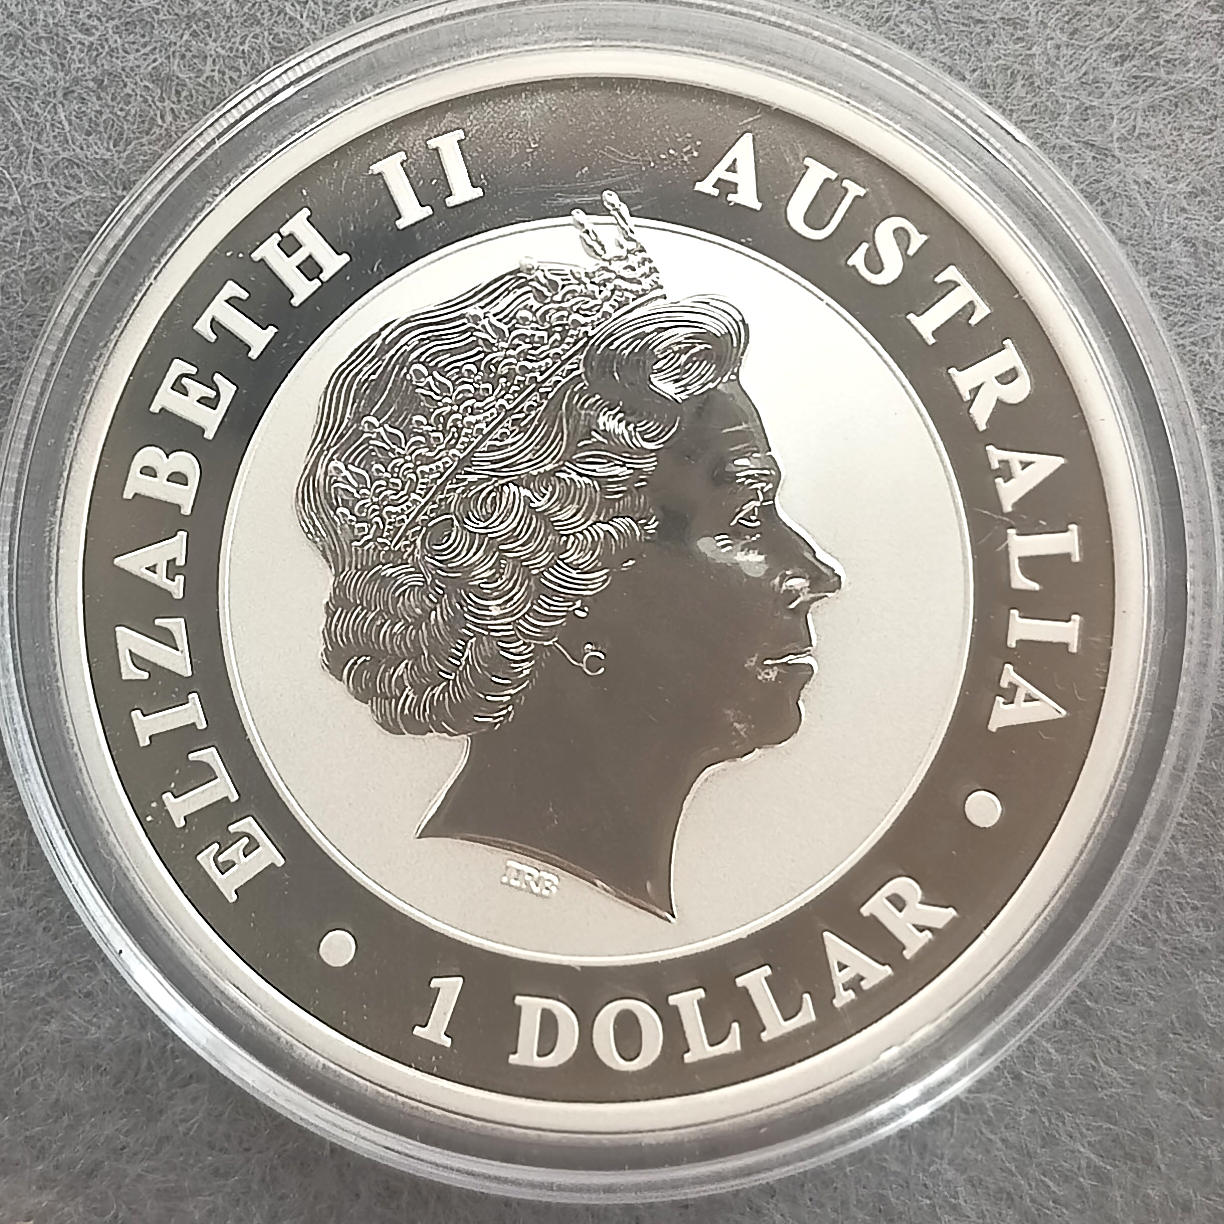 ELIZABETH II AUSTRALIA
• 1 DOLLAR •
IRB